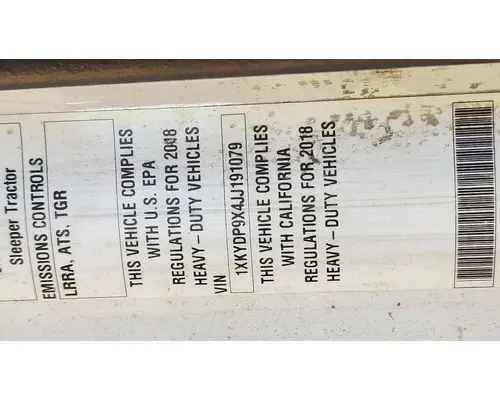 Sleeper Tractor
EMISSIONS CONTROLS
LRRA, ATS, TGR
THIS VEHICLE COMPLIES
WITH U.S. EPA
REGULATIONS FOR 2018
HEAVY-DUTY VEHICLES
VIN
1XKYDP9X4JJ191079
THIS VEHICLE COMPLIES
WITH CALIFORNIA
REGULATIONS FOR 2018
HEAVY-DUTY VEHICLES